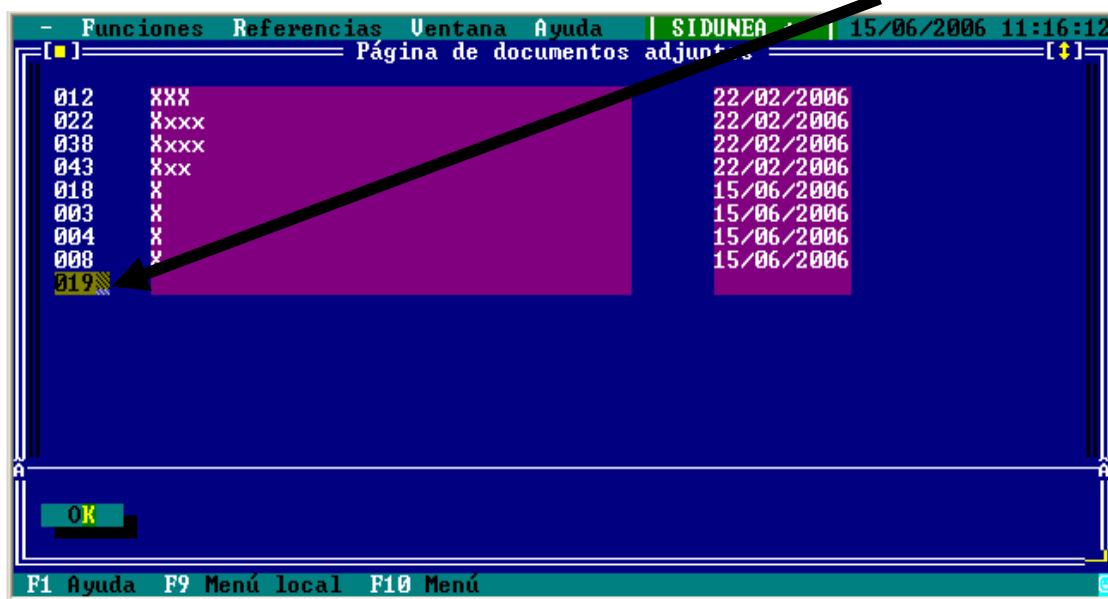 - Funciones Referencias Ventana Ayuda | SIDUNEA | 15/06/2006 11:16:12
[■] Página de documentos adjuntos [↕]
012 XXX 22/02/2006
022 Xxxx 22/02/2006
038 Xxxx 22/02/2006
043 Xxx 22/02/2006
018 X 15/06/2006
003 X 15/06/2006
004 X 15/06/2006
008 X 15/06/2006
019
OK
F1 Ayuda F9 Menú local F10 Menú